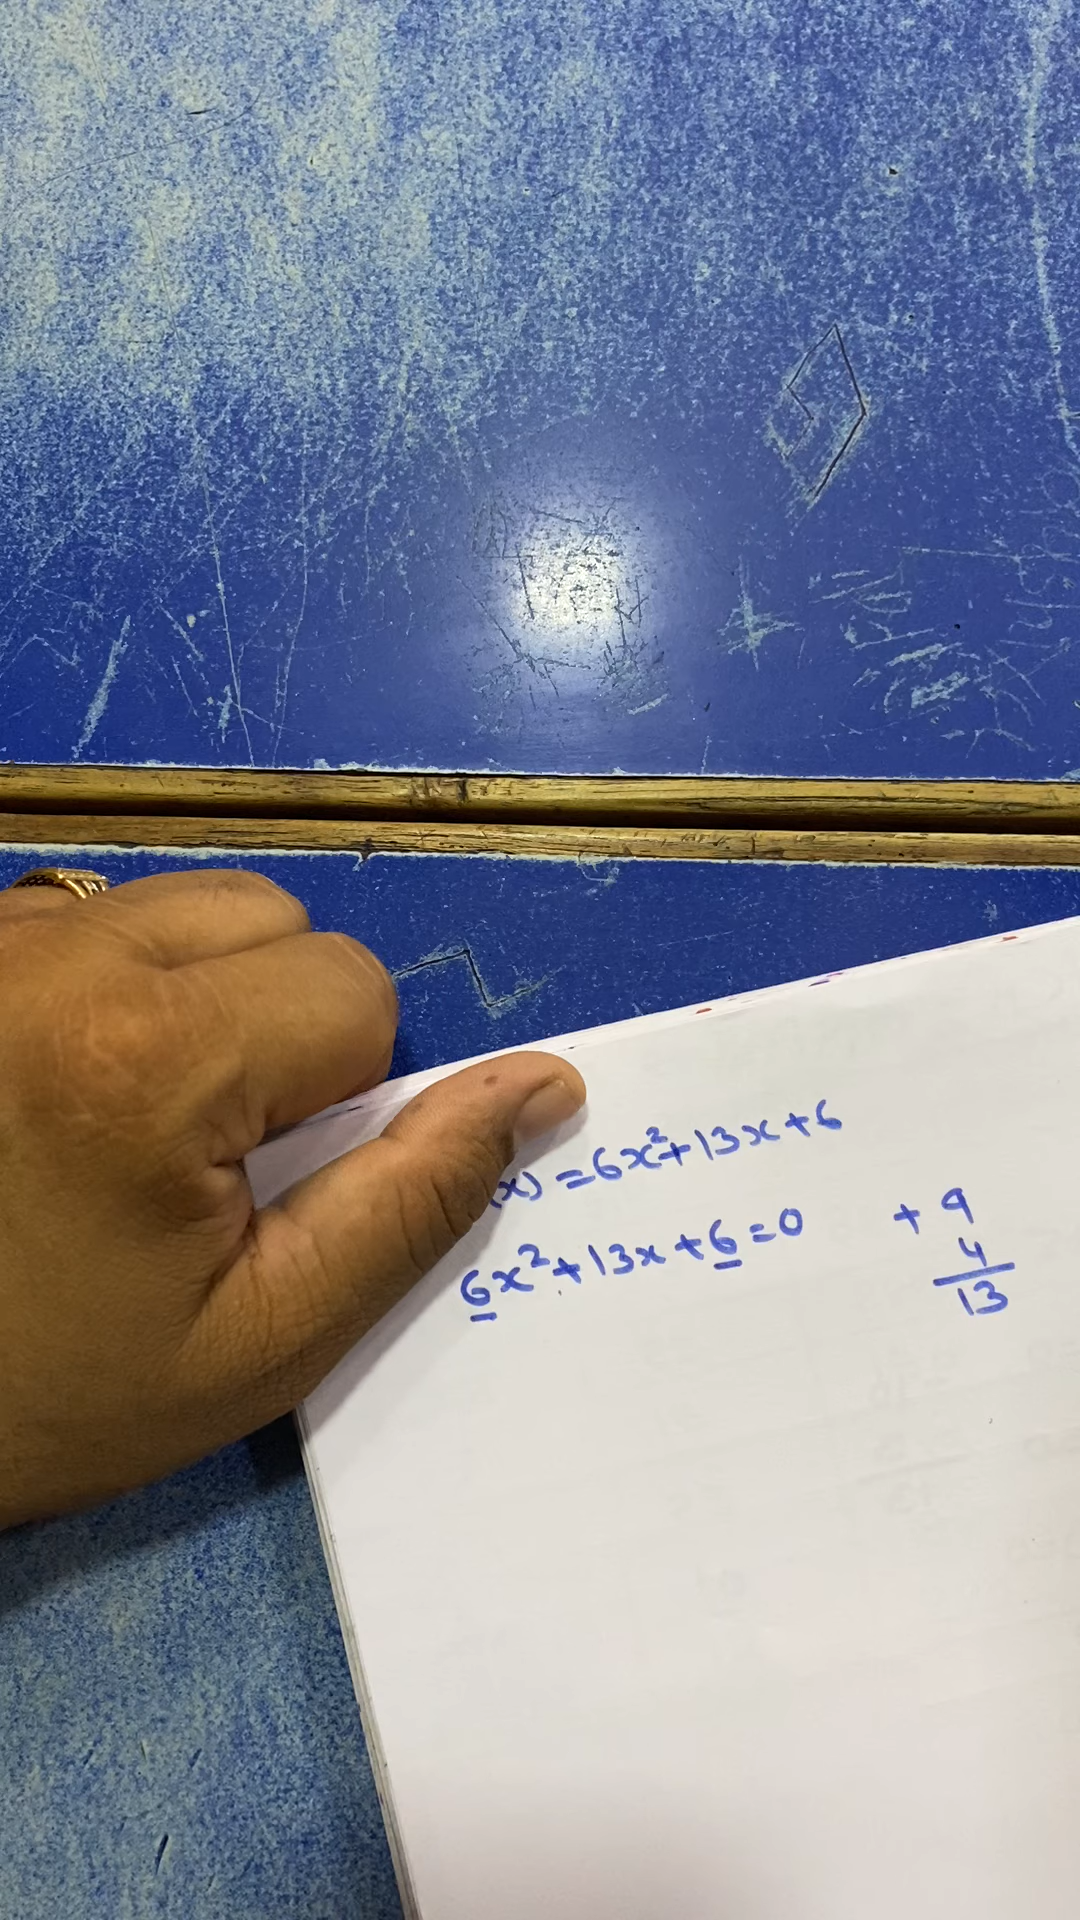 (x) = 6x² + 13x + 6
6x² + 13x + 6 = 0
+ 9
4
13